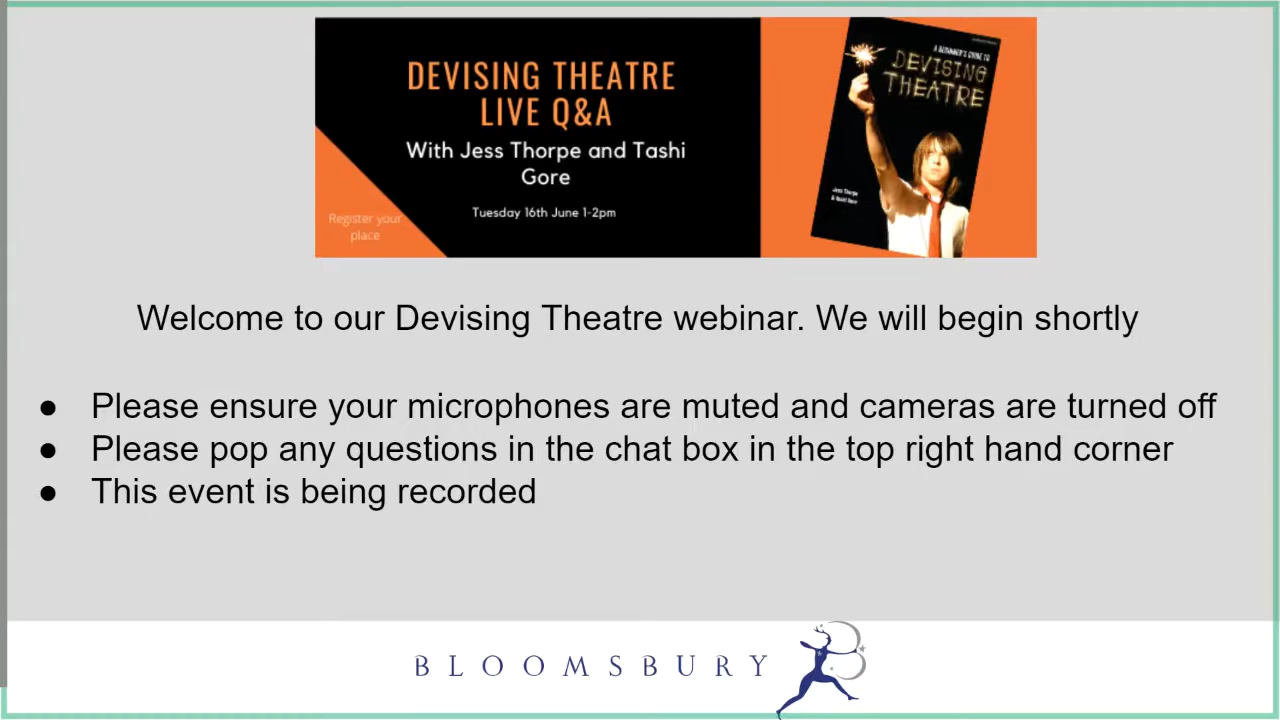 DEVISING THEATRE
LIVE Q&A
With Jess Thorpe and Tashi
Gore
Tuesday 16th June 1-2pm
Register your
place
A BEGINNER'S GUIDE TO
DEVISING
THEATRE
Jess Thorpe
& Tashi Gore
Welcome to our Devising Theatre webinar. We will begin shortly
● Please ensure your microphones are muted and cameras are turned off
● Please pop any questions in the chat box in the top right hand corner
● This event is being recorded
BLOOMSBURY
B